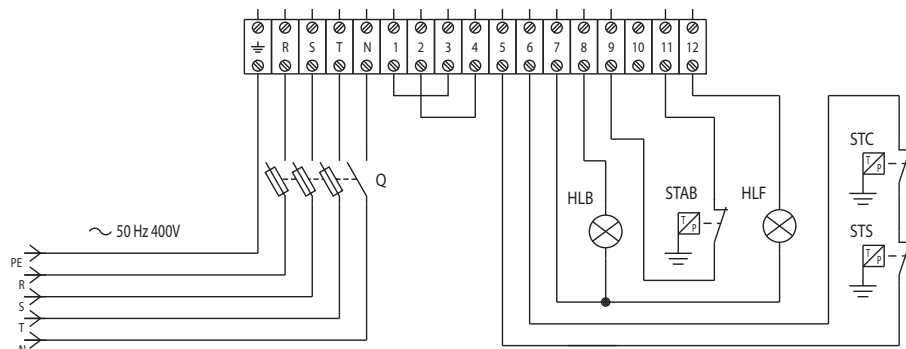 R S T N 1 2 3 4 5 6 7 8 9 10 11 12
Q
STC
T P
HLB
STAB
HLF
T P
STS
T P
50 Hz 400V
PE
R
S
T
N